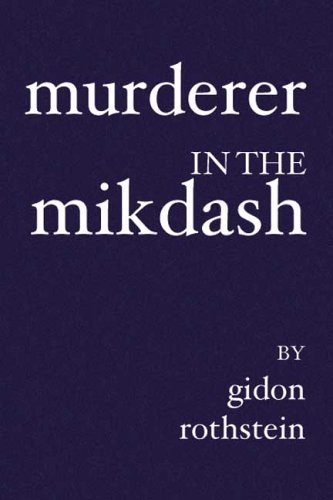 murderer
IN THE
mikdash
BY
gidon
rothstein